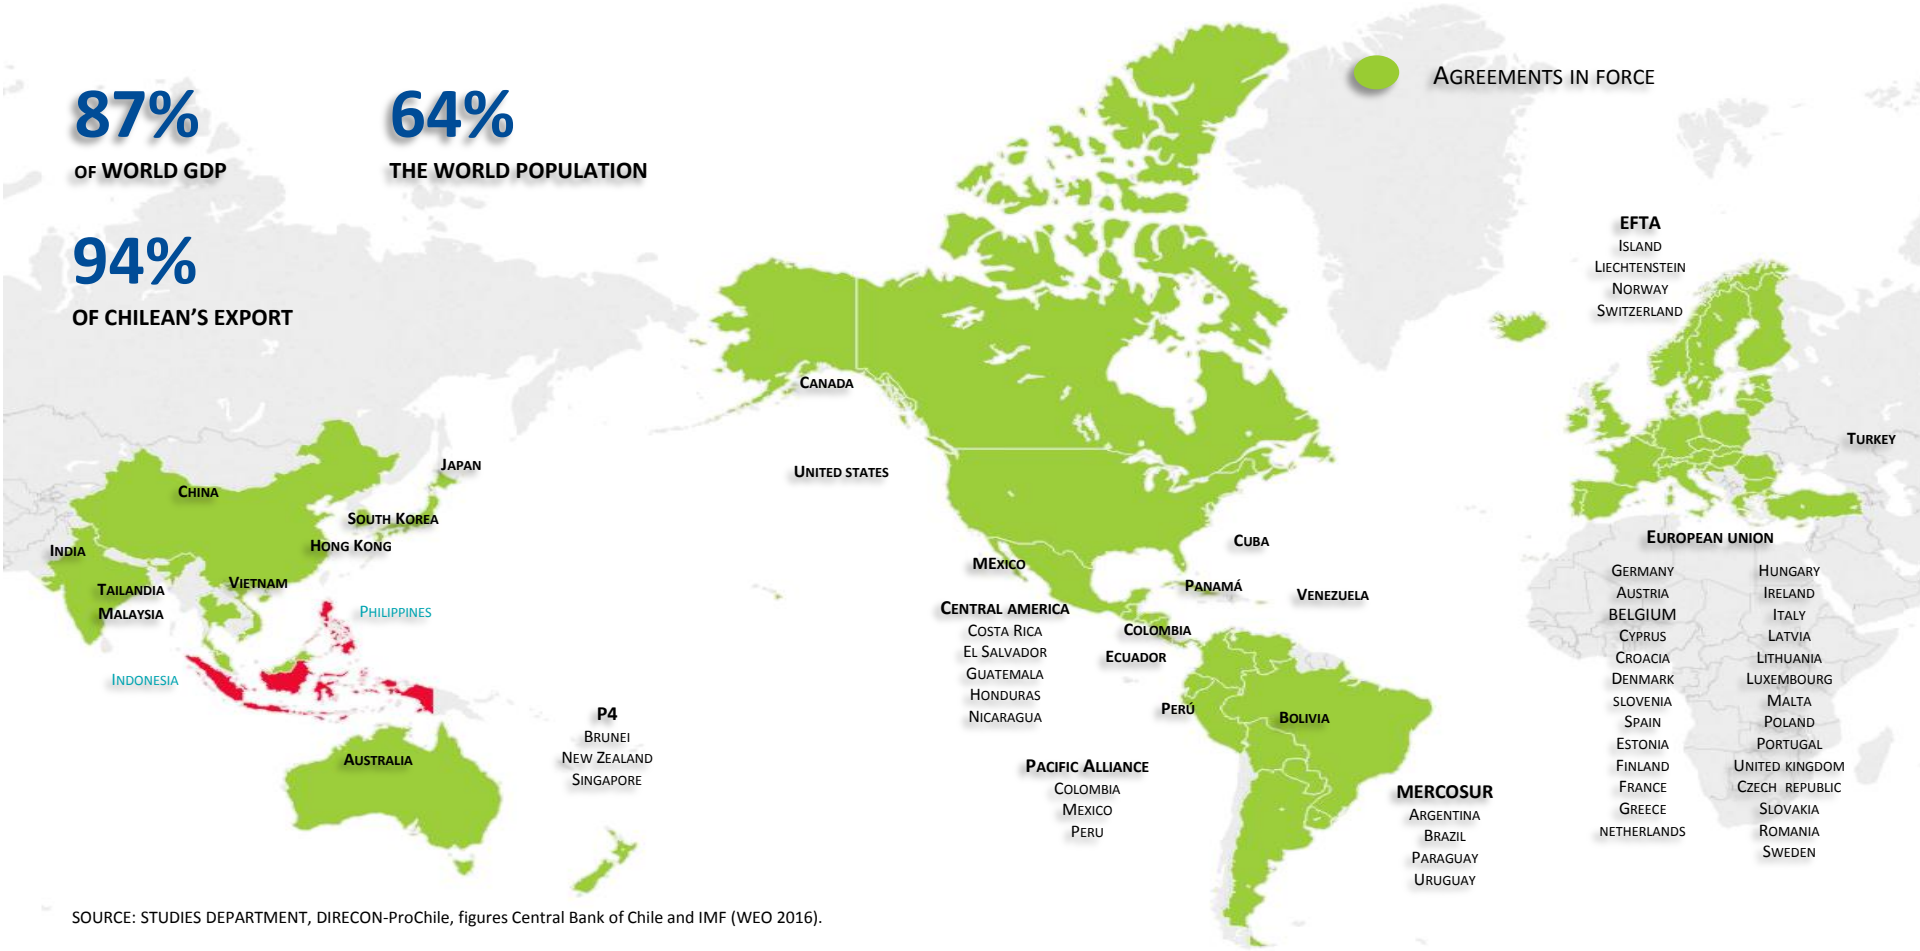 87%
OF WORLD GDP
64%
THE WORLD POPULATION
94%
OF CHILEAN'S EXPORT
AGREEMENTS IN FORCE
CANADA
UNITED STATES
MEXICO
CUBA
PANAMÁ
VENEZUELA
COLOMBIA
ECUADOR
PERÚ
BOLIVIA
CENTRAL AMERICA
COSTA RICA
EL SALVADOR
GUATEMALA
HONDURAS
NICARAGUA
PACIFIC ALLIANCE
COLOMBIA
MEXICO
PERU
MERCOSUR
ARGENTINA
BRAZIL
PARAGUAY
URUGUAY
JAPAN
CHINA
SOUTH KOREA
HONG KONG
INDIA
TAILANDIA
MALAYSIA
VIETNAM
PHILIPPINES
INDONESIA
AUSTRALIA
P4
BRUNEI
NEW ZEALAND
SINGAPORE
EFTA
ISLAND
LIECHTENSTEIN
NORWAY
SWITZERLAND
TURKEY
EUROPEAN UNION
GERMANY
AUSTRIA
BELGIUM
CYPRUS
CROACIA
DENMARK
SLOVENIA
SPAIN
ESTONIA
FINLAND
FRANCE
GREECE
NETHERLANDS
HUNGARY
IRELAND
ITALY
LATVIA
LITHUANIA
LUXEMBOURG
MALTA
POLAND
PORTUGAL
UNITED KINGDOM
CZECH REPUBLIC
SLOVAKIA
ROMANIA
SWEDEN
SOURCE: STUDIES DEPARTMENT, DIRECON-ProChile, figures Central Bank of Chile and IMF (WEO 2016).